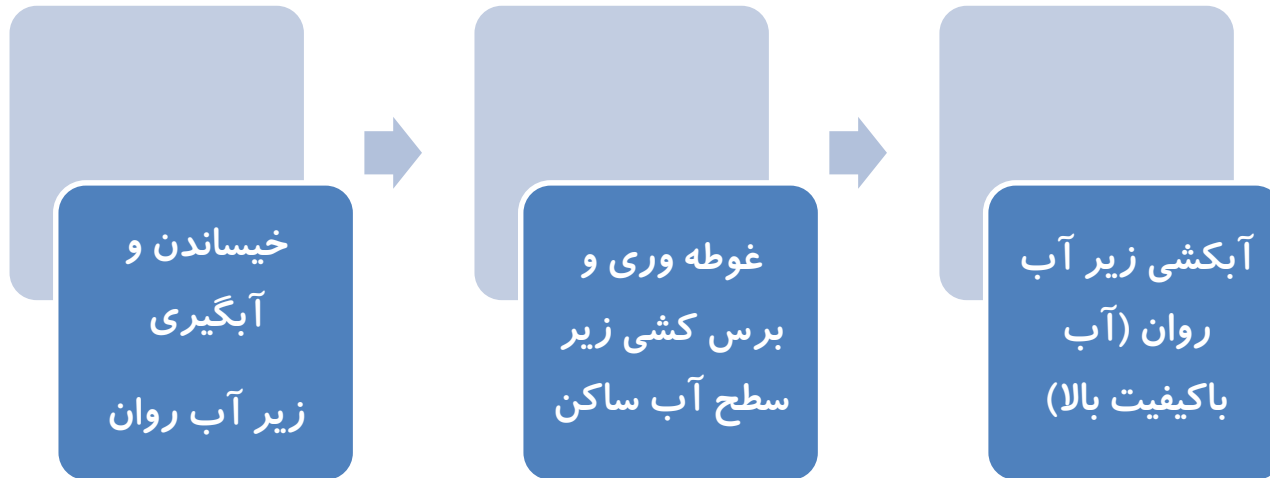 خیساندن و
آبگیری
زیر آب روان
غوطه وری و
برس کشی زیر
سطح آب ساکن
آبکشی زیر آب
روان (آب
باکیفیت بالا)